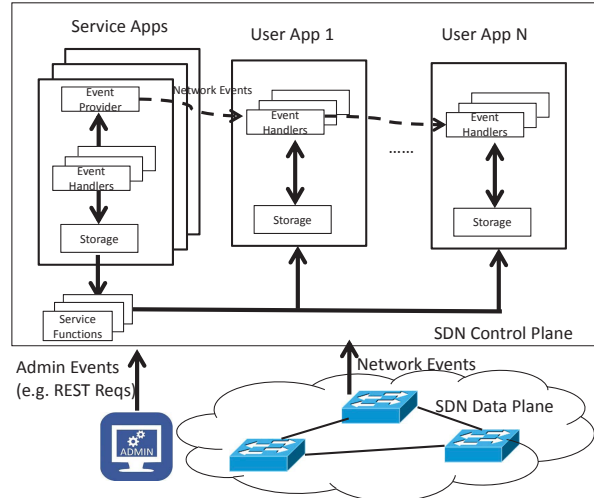 Service Apps
User App 1
User App N
Event
Provider
Network Events
Event
Handlers
Event
Handlers
Event
Handlers
......
Storage
Storage
Storage
Service
Functions
SDN Control Plane
Admin Events
(e.g. REST Reqs)
Network Events
SDN Data Plane
ADMIN